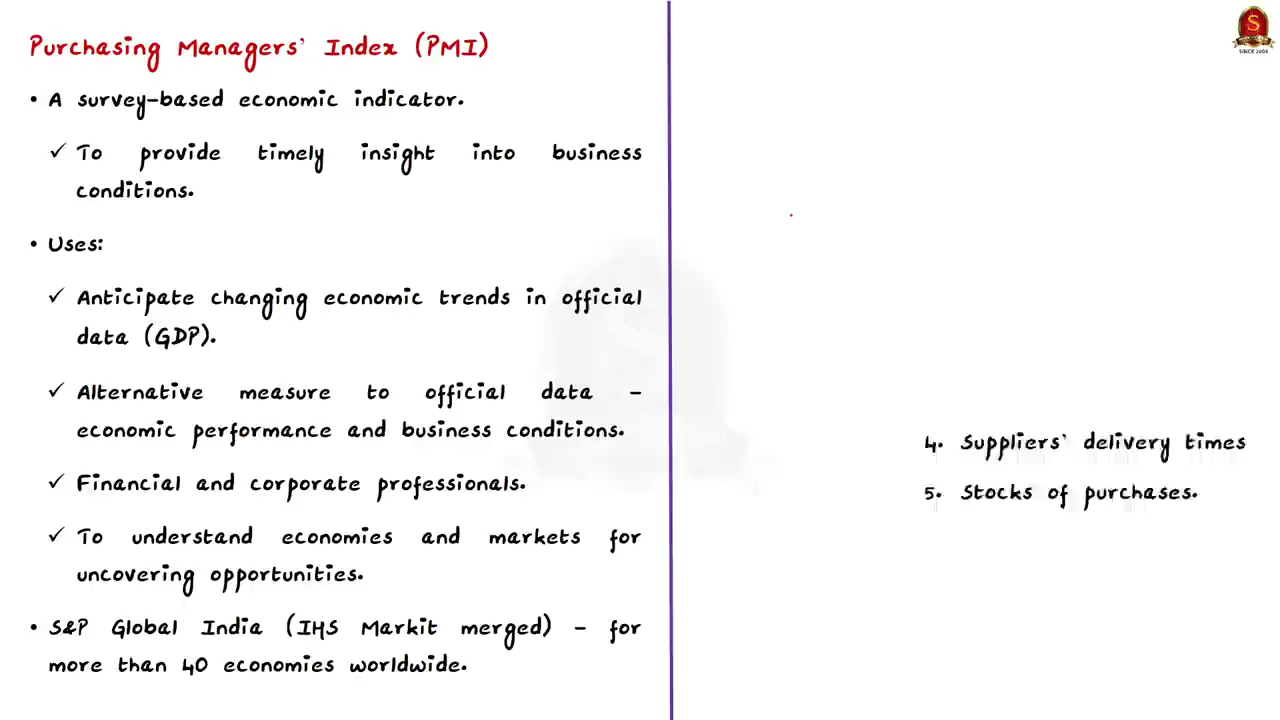 Purchasing Managers' Index (PMI)
• A survey-based economic indicator.
✓ To provide timely insight into business
conditions.
• Uses:
✓ Anticipate changing economic trends in official
data (GDP).
✓ Alternative measure to official data –
economic performance and business conditions.
✓ Financial and corporate professionals.
✓ To understand economies and markets for
uncovering opportunities.
• S&P Global India (IHS Markit merged) – for
more than 40 economies worldwide.
4. Suppliers' delivery times
5. Stocks of purchases.
S
SINCE 2004